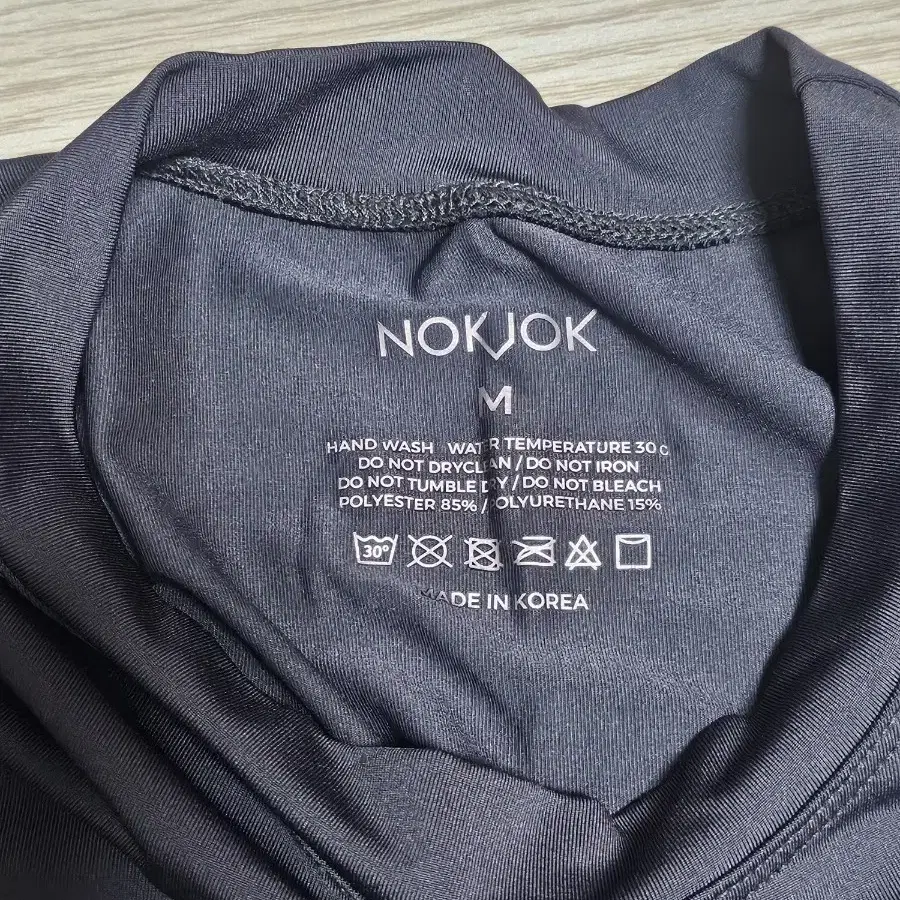 NOKJOK
M
HAND WASH WATER TEMPERATURE 30 C
DO NOT DRYCLEAN / DO NOT IRON
DO NOT TUMBLE DRY / DO NOT BLEACH
POLYESTER 85% / POLYURETHANE 15%
30°
MADE IN KOREA